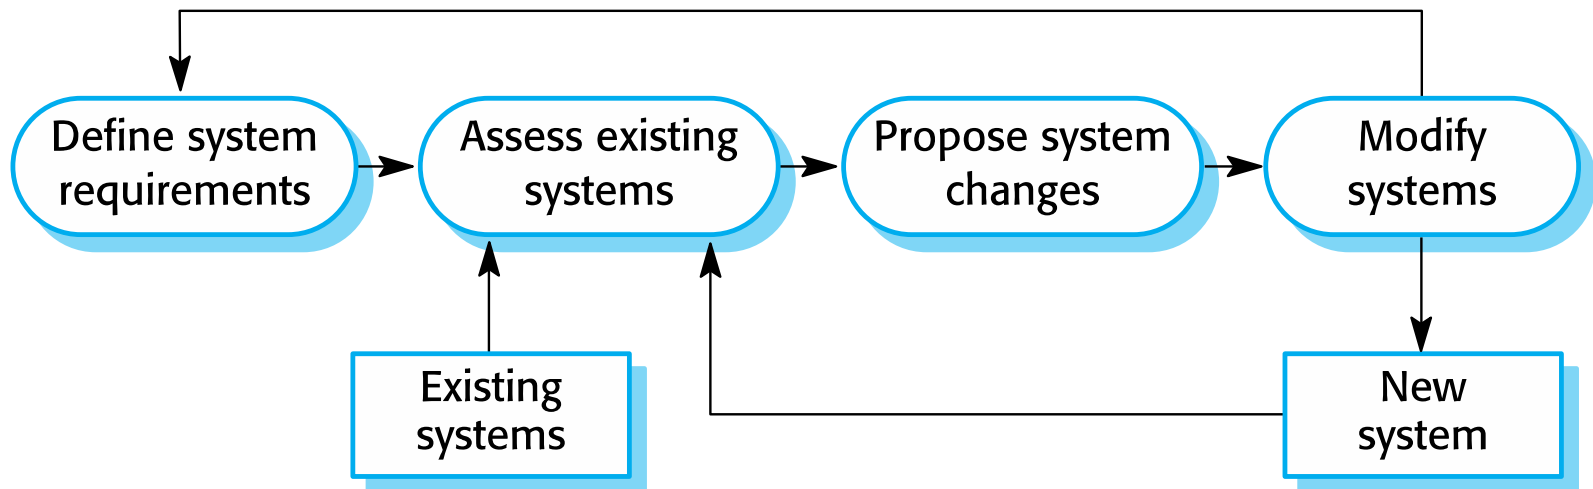 Define system
requirements
Assess existing
systems
Propose system
changes
Modify
systems
Existing
systems
New
system